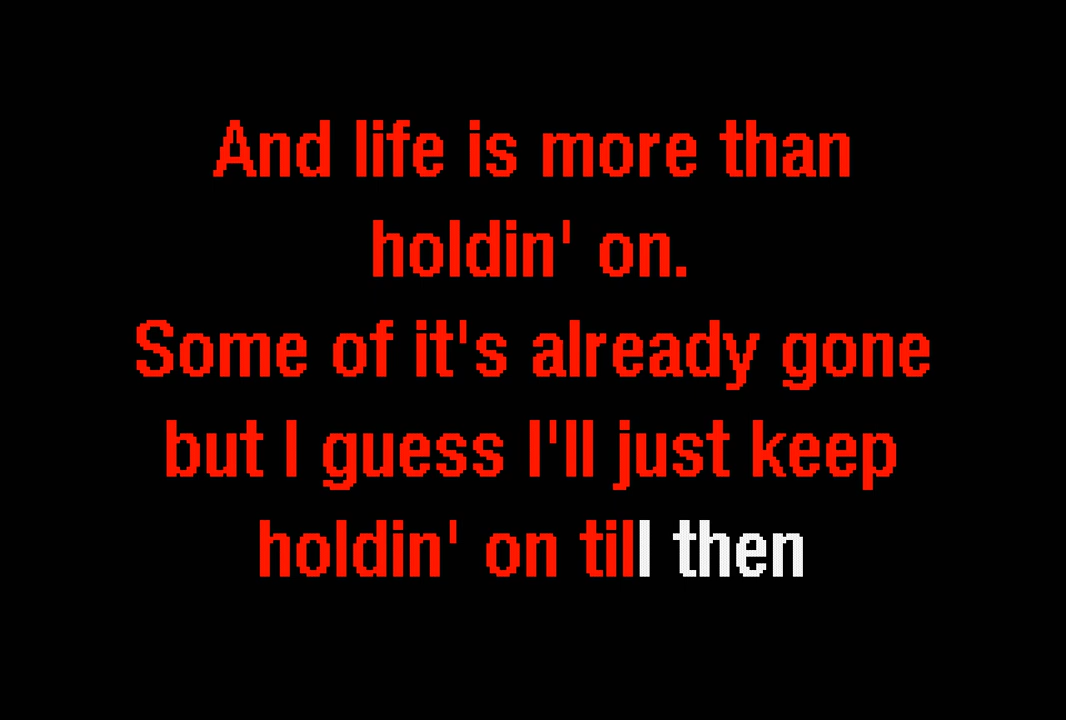 And life is more than
holdin' on.
Some of it's already gone
but I guess I'll just keep
holdin' on till then